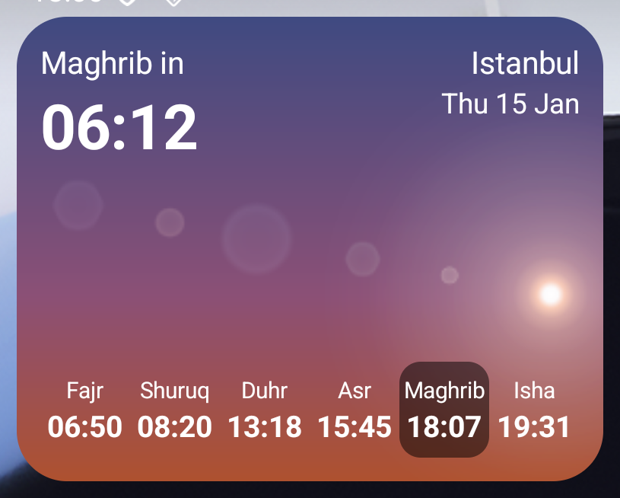 Maghrib in
Istanbul
06:12
Thu 15 Jan
Fajr Shuruq Duhr Asr Maghrib Isha
06:50 08:20 13:18 15:45 18:07 19:31